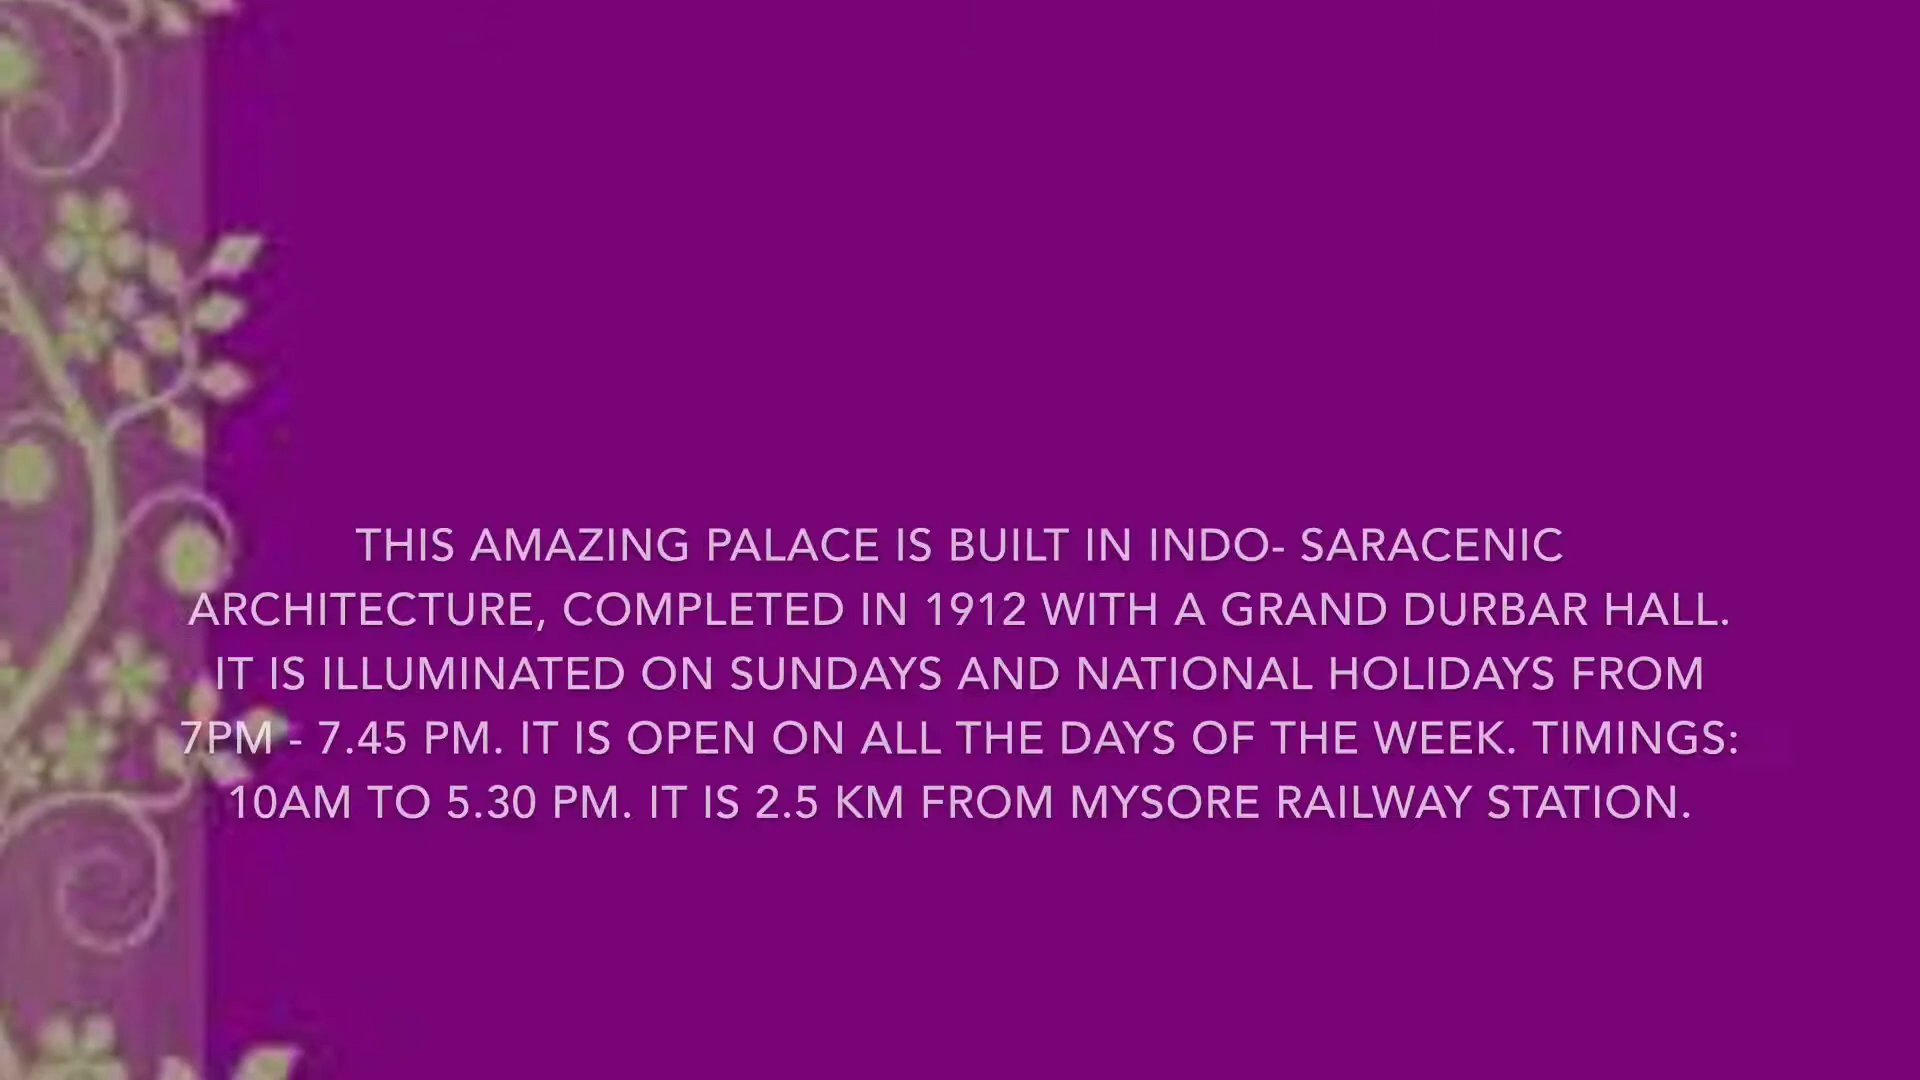 THIS AMAZING PALACE IS BUILT IN INDO- SARACENIC
ARCHITECTURE, COMPLETED IN 1912 WITH A GRAND DURBAR HALL.
IT IS ILLUMINATED ON SUNDAYS AND NATIONAL HOLIDAYS FROM
7PM - 7.45 PM. IT IS OPEN ON ALL THE DAYS OF THE WEEK. TIMINGS:
10AM TO 5.30 PM. IT IS 2.5 KM FROM MYSORE RAILWAY STATION.